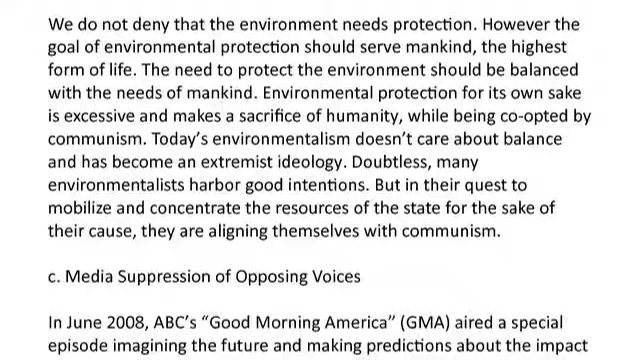 We do not deny that the environment needs protection. However the
goal of environmental protection should serve mankind, the highest
form of life. The need to protect the environment should be balanced
with the needs of mankind. Environmental protection for its own sake
is excessive and makes a sacrifice of humanity, while being co-opted by
communism. Today’s environmentalism doesn’t care about balance
and has become an extremist ideology. Doubtless, many
environmentalists harbor good intentions. But in their quest to
mobilize and concentrate the resources of the state for the sake of
their cause, they are aligning themselves with communism.
c. Media Suppression of Opposing Voices
In June 2008, ABC’s “Good Morning America” (GMA) aired a special
episode imagining the future and making predictions about the impact